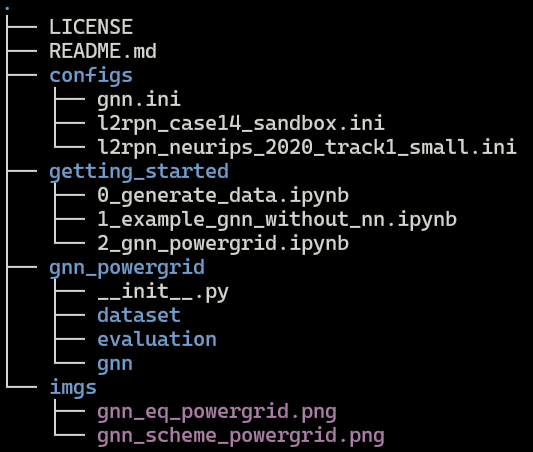 .
├── LICENSE
├── README.md
├── configs
│   ├── gnn.ini
│   ├── l2rpn_case14_sandbox.ini
│   └── l2rpn_neurips_2020_track1_small.ini
├── getting_started
│   ├── 0_generate_data.ipynb
│   ├── 1_example_gnn_without_nn.ipynb
│   └── 2_gnn_powergrid.ipynb
├── gnn_powergrid
│   ├── __init__.py
│   ├── dataset
│   ├── evaluation
│   └── gnn
└── imgs
    ├── gnn_eq_powergrid.png
    └── gnn_scheme_powergrid.png